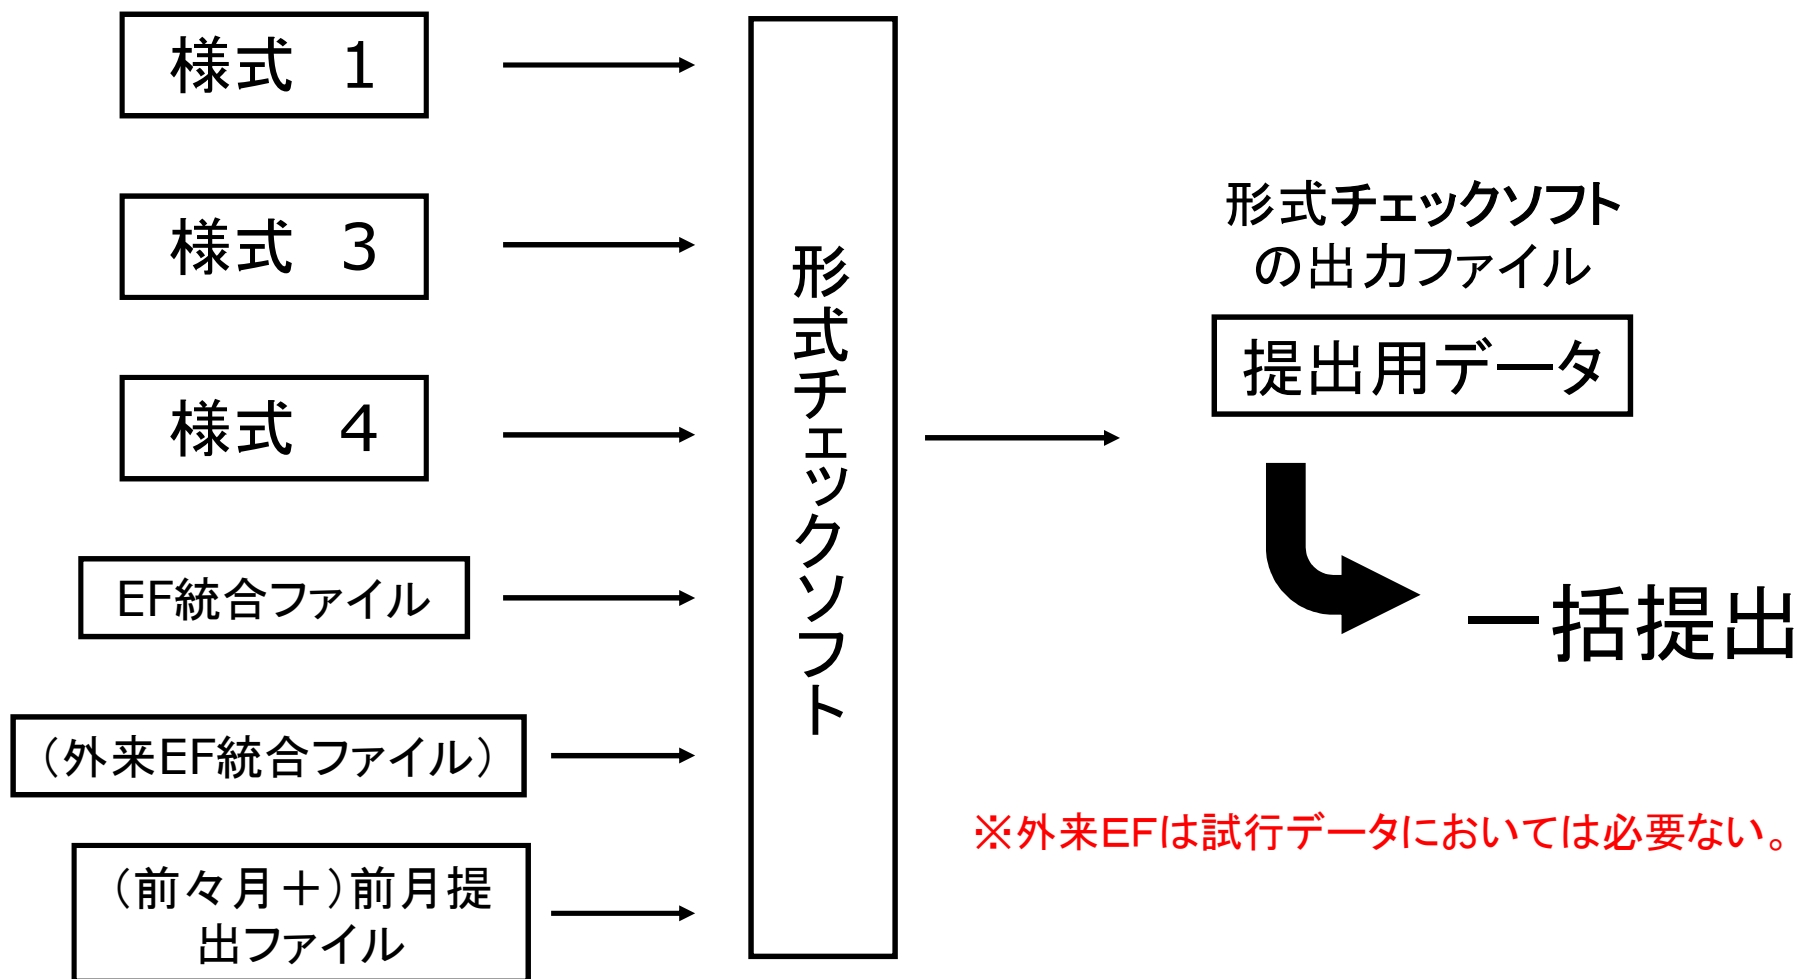 様式 1
様式 3
様式 4
EF統合ファイル
（外来EF統合ファイル）
（前々月＋）前月提
出ファイル
形式チェックソフト
形式チェックソフト
の出力ファイル
提出用データ
一括提出
※外来EFは試行データにおいては必要ない。